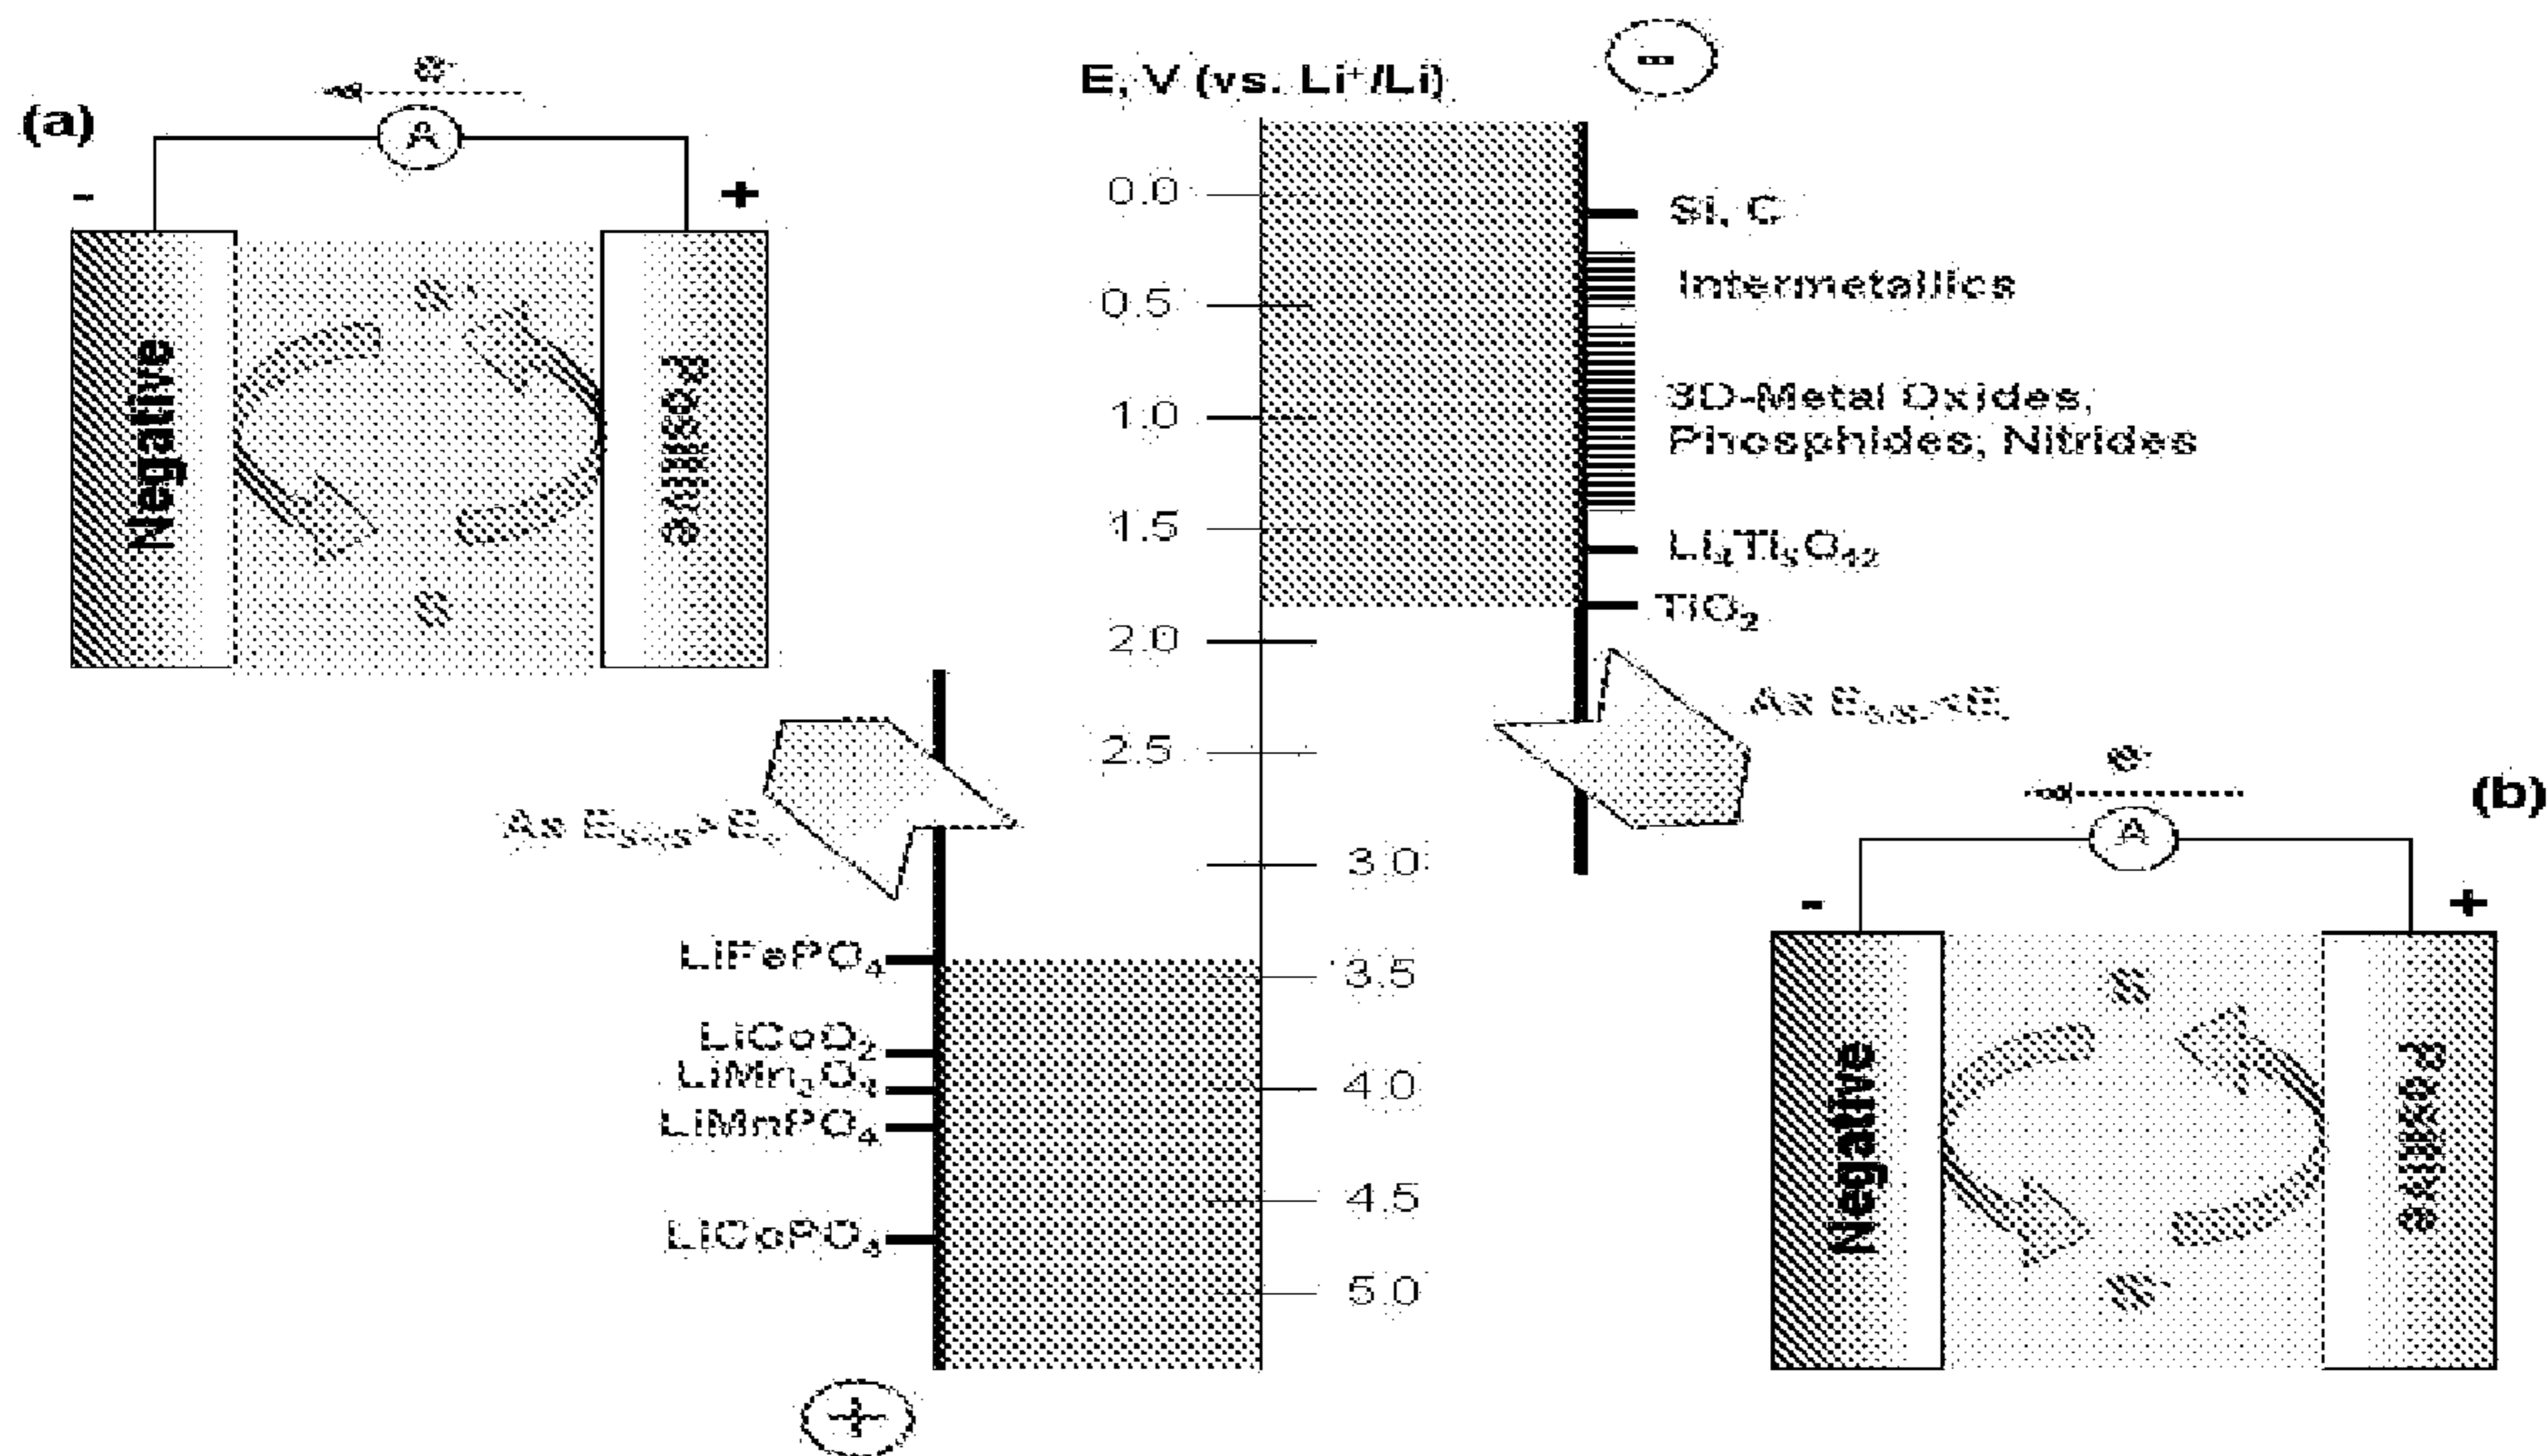 (a)
e-
A
-
+
Negative
Positive
S
E, V (vs. Li⁺/Li)
−
0.0
0.5
1.0
1.5
2.0
2.5
3.0
3.5
4.0
4.5
5.0
Si, C
Intermetallics
3D-Metal Oxides,
Phosphides, Nitrides
Li₄Ti₅O₁₂
TiO₂
As
As
LiFePO₄
LiCoO₂
LiMn₂O₄
LiMnPO₄
LiCoPO₄
+
(b)
e-
A
-
+
Negative
Positive
S